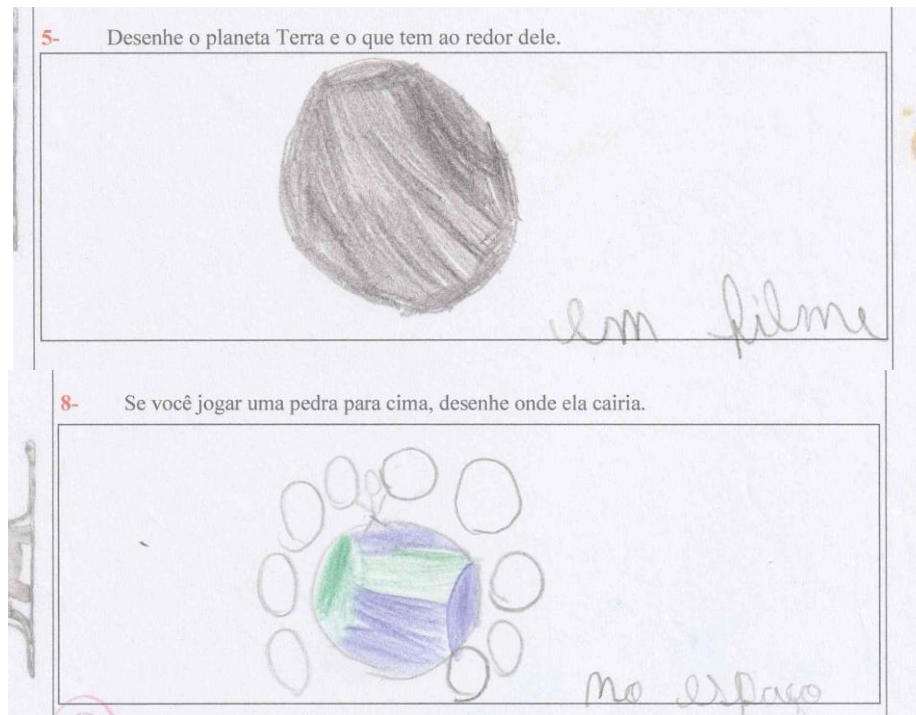 5- Desenhe o planeta Terra e o que tem ao redor dele.
em filme
8- Se você jogar uma pedra para cima, desenhe onde ela cairia.
no espaço